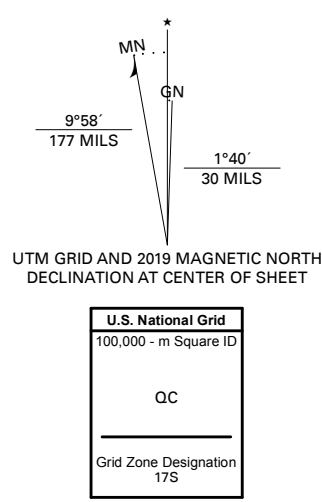 MN
GN
9°58´
177 MILS
1°40´
30 MILS
UTM GRID AND 2019 MAGNETIC NORTH
DECLINATION AT CENTER OF SHEET
U.S. National Grid
100,000 - m Square ID
QC
Grid Zone Designation
17S